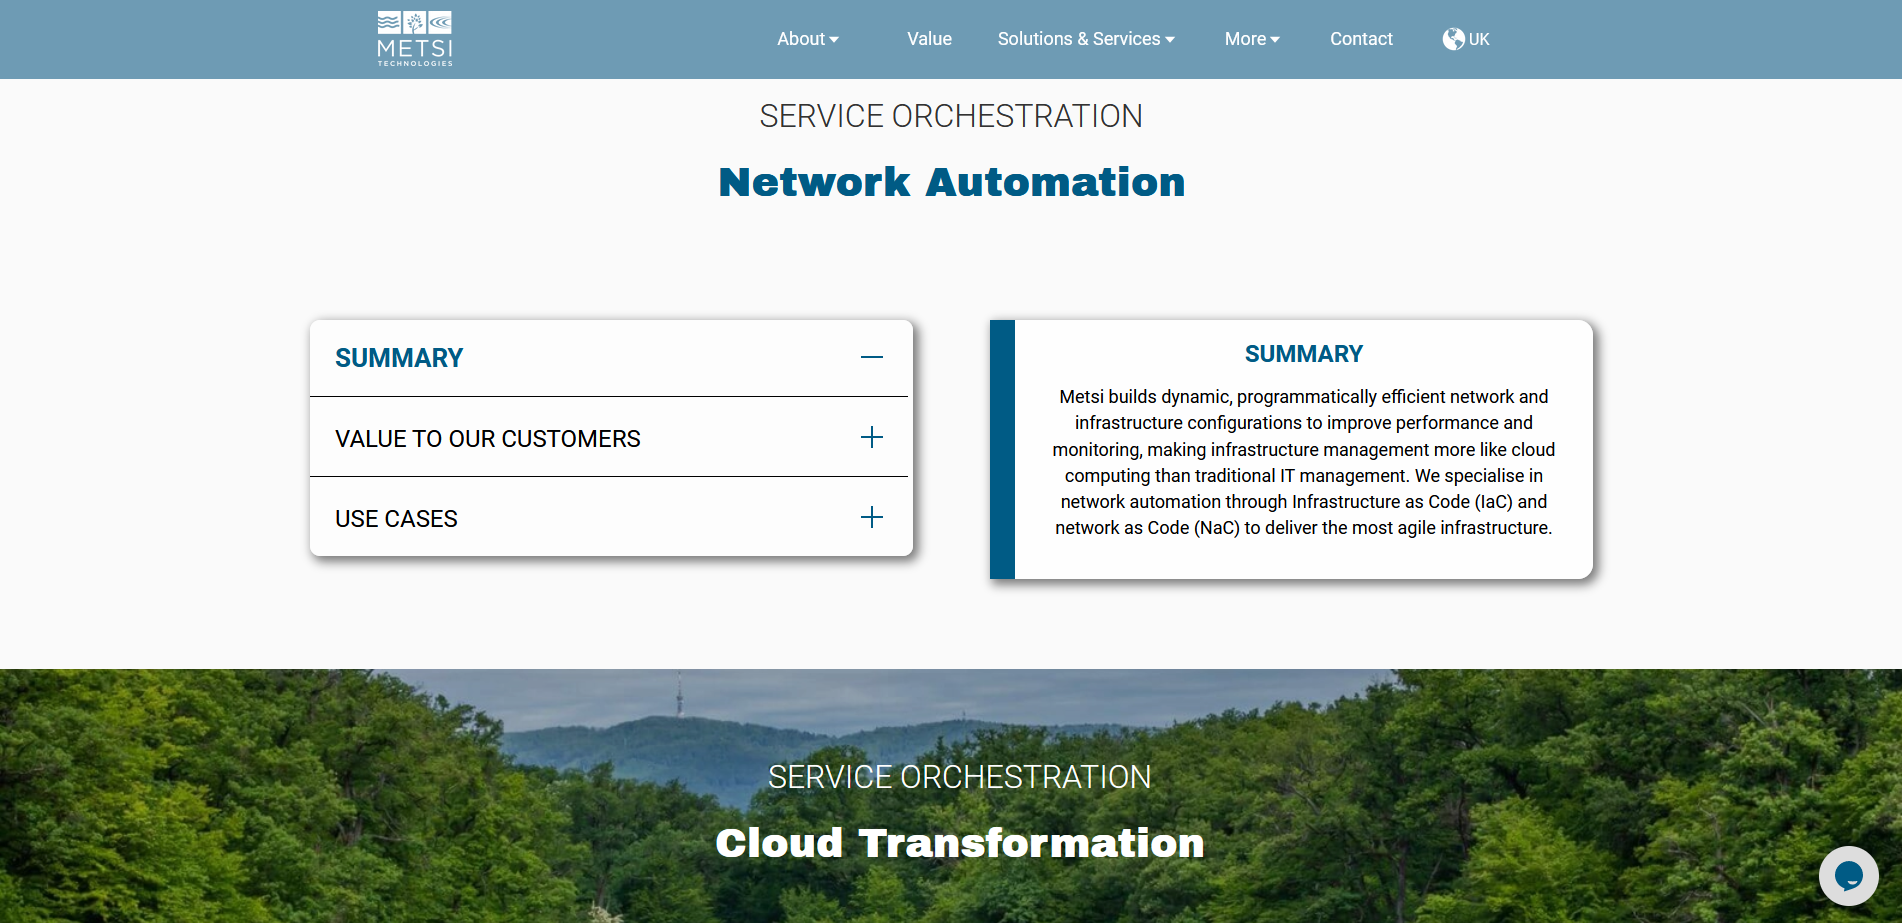 METSI
TECHNOLOGIES
About
Value
Solutions & Services
More
Contact
UK
SERVICE ORCHESTRATION
Network Automation
SUMMARY
VALUE TO OUR CUSTOMERS
USE CASES
SUMMARY
Metsi builds dynamic, programmatically efficient network and
infrastructure configurations to improve performance and
monitoring, making infrastructure management more like cloud
computing than traditional IT management. We specialise in
network automation through Infrastructure as Code (IaC) and
network as Code (NaC) to deliver the most agile infrastructure.
SERVICE ORCHESTRATION
Cloud Transformation